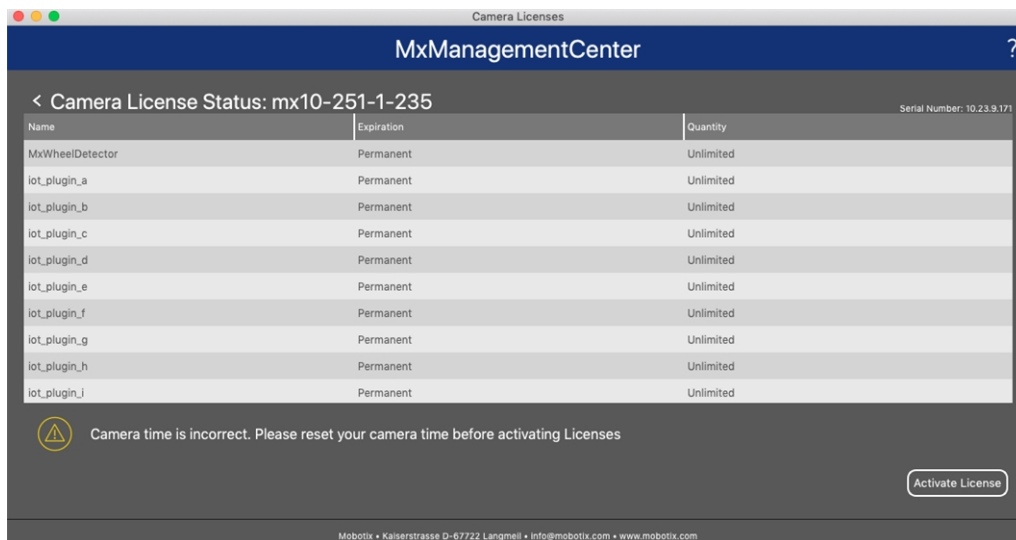 Camera Licenses
MxManagementCenter ?
< Camera License Status: mx10-251-1-235
Serial Number: 10.23.9.171
Name Expiration Quantity
MxWheelDetector Permanent Unlimited
iot_plugin_a Permanent Unlimited
iot_plugin_b Permanent Unlimited
iot_plugin_c Permanent Unlimited
iot_plugin_d Permanent Unlimited
iot_plugin_e Permanent Unlimited
iot_plugin_f Permanent Unlimited
iot_plugin_g Permanent Unlimited
iot_plugin_h Permanent Unlimited
iot_plugin_i Permanent Unlimited
Camera time is incorrect. Please reset your camera time before activating Licenses
Activate License
Mobotix • Kaiserstrasse D-67722 Langmeil • info@mobotix.com • www.mobotix.com